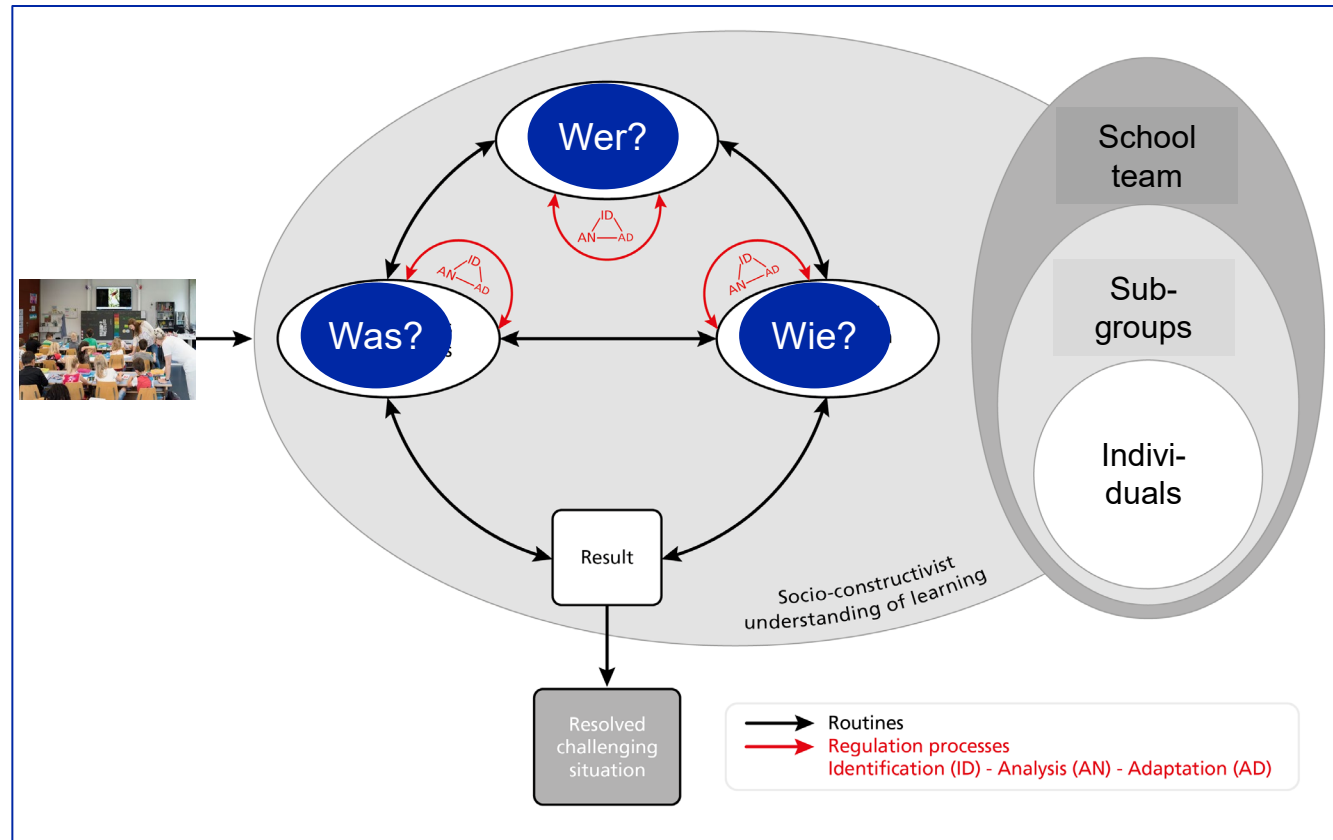 Wer?
ID
AN
AD
ID
AN
AD
ID
AN
AD
Was?
Wie?
Result
Socio-constructivist
understanding of learning
Resolved
challenging
situation
School
team
Sub-
groups
Indivi-
duals
Routines
Regulation processes
Identification (ID) - Analysis (AN) - Adaptation (AD)